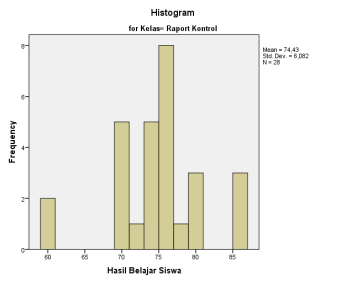 Histogram
for Kelas= Raport Kontrol
Mean = 74,43
Std. Dev. = 6,082
N = 28
8
6
4
2
0
Frequency
60 65 70 75 80 85
Hasil Belajar Siswa